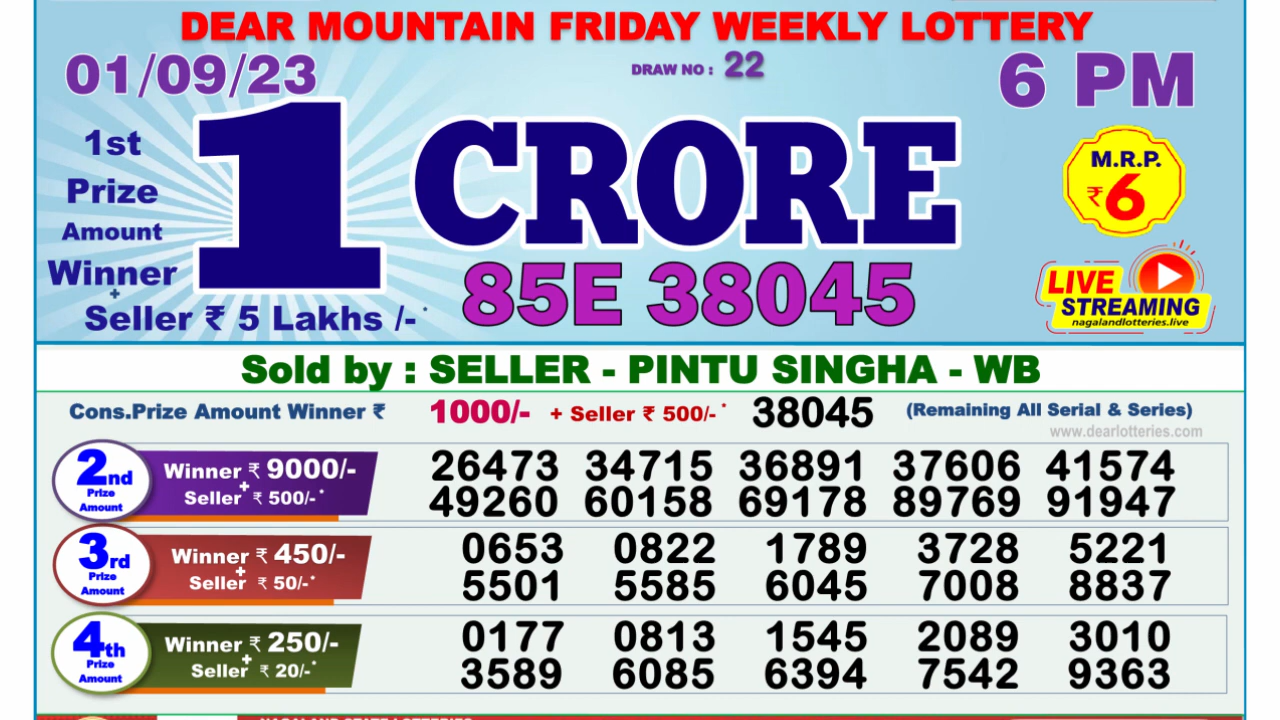 DEAR MOUNTAIN FRIDAY WEEKLY LOTTERY
01/09/23
DRAW NO : 22
6 PM
1st
Prize
Amount
Winner
+
Seller ₹ 5 Lakhs /-*
1 CRORE
85E 38045
M.R.P.
₹6
LIVE
STREAMING
nagalandlotteries.live
Sold by : SELLER - PINTU SINGHA - WB
Cons.Prize Amount Winner ₹ 1000/- + Seller ₹ 500/-* 38045 (Remaining All Serial & Series)
www.dearlotteries.com
2nd
Prize
Amount
Winner ₹ 9000/-
+
Seller ₹ 500/-*
26473 34715 36891 37606 41574
49260 60158 69178 89769 91947
3rd
Prize
Amount
Winner ₹ 450/-
+
Seller ₹ 50/-*
0653 0822 1789 3728 5221
5501 5585 6045 7008 8837
4th
Prize
Amount
Winner ₹ 250/-
+
Seller ₹ 20/-*
0177 0813 1545 2089 3010
3589 6085 6394 7542 9363
NAGALAND STATE LOTTERIES